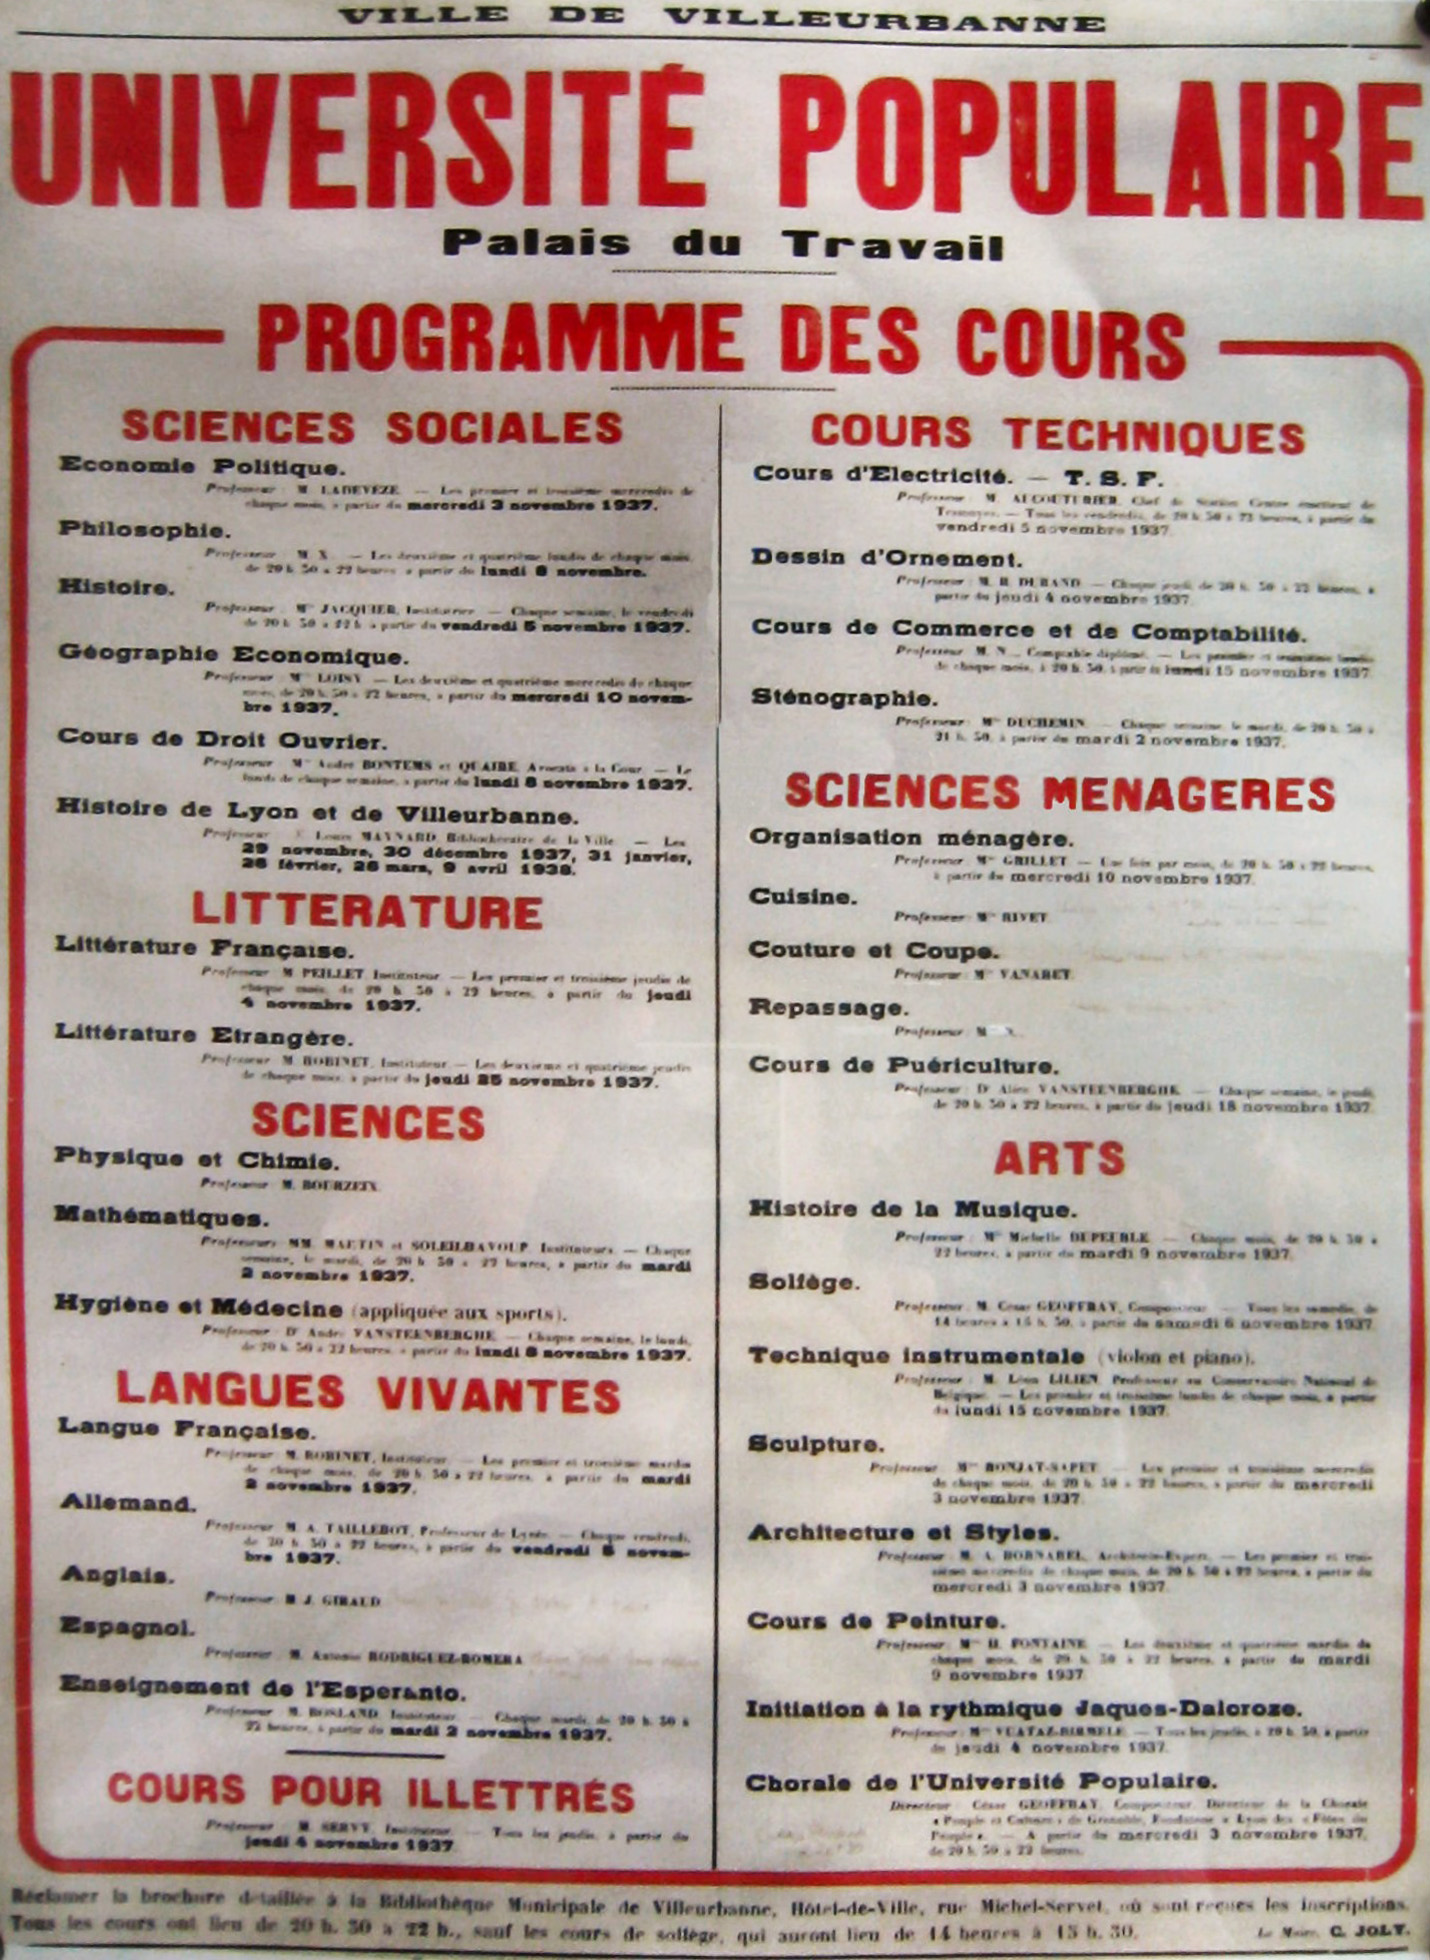 VILLE DE VILLEURBANNE
UNIVERSITÉ POPULAIRE
Palais du Travail
PROGRAMME DES COURS
SCIENCES SOCIALES
Economie Politique.
Professeur : M. LADEVEZE. — Les premier et troisième mercredis de
chaque mois, à partir du mercredi 3 novembre 1937.
Philosophie.
Professeur : M. X. — Les deuxième et quatrième lundis de chaque mois,
de 20 h. 30 à 22 heures, à partir du lundi 8 novembre.
Histoire.
Professeur : JACQUIER, Institutrice — Chaque semaine, le vendredi
de 20 h. 30 à 22 h. à partir du vendredi 5 novembre 1937.
Géographie Economique.
Professeur : LOISY — Les deuxième et quatrième mercredis de chaque
mois, de 20 h. 30 à 22 heures, à partir du mercredi 10 novem-
bre 1937.
Cours de Droit Ouvrier.
Professeur : André BONTEMS et QUAIRE, Avocats à la Cour — Le
lundi de chaque semaine, à partir du lundi 8 novembre 1937.
Histoire de Lyon et de Villeurbanne.
Professeur : Louis MAYNARD, Bibliothécaire de la Ville — Les
29 novembre, 30 décembre 1937, 31 janvier,
28 février, 28 mars, 9 avril 1938.
LITTERATURE
Littérature Française.
Professeur M. PEILLET, Instituteur — Les premier et troisième jeudis de
chaque mois, de 20 h. 30 à 22 heures, à partir du jeudi
4 novembre 1937.
Littérature Etrangère.
Professeur M. ROBINET, Instituteur — Les deuxième et quatrième jeudis
de chaque mois, à partir du jeudi 25 novembre 1937.
SCIENCES
Physique et Chimie.
Professeur M. BOURZEIX
Mathématiques.
Professeurs MM. MARTIN et SOLEILHAVOUP, Instituteurs — Chaque
semaine, le mardi, de 20 h. 30 à 22 heures, à partir du mardi
2 novembre 1937.
Hygiène et Médecine (appliquée aux sports).
Professeur : Dr André VANSTEENBERGHE — Chaque semaine, le lundi,
de 20 h. 30 à 22 heures, à partir du lundi 8 novembre 1937.
LANGUES VIVANTES
Langue Française.
Professeur M. ROBINET, Instituteur. — Les premier et troisième mardis
de chaque mois, de 20 h. 30 à 22 heures, à partir du mardi
2 novembre 1937.
Allemand.
Professeur M. A. TAILLEBOT, Professeur de Lycée. — Chaque vendredi,
de 20 h. 30 à 22 heures, à partir du vendredi 5 novem-
bre 1937.
Anglais.
Professeur : M. J. GIRAUD
Espagnol.
Professeur : M. Antonio RODRIGUEZ-ROMERA
Enseignement de l'Esperanto.
Professeur : M. ROSLAND, Instituteur — Chaque mardi, de 20 h. 30 à
22 heures, à partir du mardi 2 novembre 1937.
COURS POUR ILLETTRÉS
Professeur : M. SERVY, Instituteur. — Tous les jeudis, à partir du
jeudi 4 novembre 1937
COURS TECHNIQUES
Cours d'Electricité. — T. S. F.
Professeur : M. ALCOUTURIER, Chef de Station Centre émetteur de
Tramoyes. — Tous les vendredis, de 20 h 30 à 22 heures, à partir du
vendredi 5 novembre 1937
Dessin d'Ornement.
Professeur : M. R. DURAND — Chaque jeudi, de 20 h. 30 à 22 heures, à
partir du jeudi 4 novembre 1937
Cours de Commerce et de Comptabilité.
Professeur M. N., Comptable diplômé. — Les premier et troisième lundis
de chaque mois, à 20 h. 30, à partir du lundi 15 novembre 1937
Sténographie.
Professeur : DUCHEMIN — Chaque semaine, le mardi, de 20 h. 30 à
21 h. 30, à partir du mardi 2 novembre 1937.
SCIENCES MENAGERES
Organisation ménagère.
Professeur GRILLET — Une fois par mois, de 20 h. 30 à 22 heures,
à partir du mercredi 10 novembre 1937.
Cuisine.
Professeur RIVET
Couture et Coupe.
Professeur : VANARET
Repassage.
Professeur M.
Cours de Puériculture.
Professeur : Dr Alice VANSTEENBERGHE — Chaque semaine, le jeudi,
de 20 h. 30 à 22 heures, à partir du jeudi 18 novembre 1937
ARTS
Histoire de la Musique.
Professeur : Michelle DEPEUBLE — Chaque mois, de 20 h. 30 à
22 heures, à partir du mardi 9 novembre 1937.
Solfège.
Professeur : M. César GEOFFRAY, Compositeur — Tous les samedis, de
14 heures à 15 h. 30, à partir du samedi 6 novembre 1937
Technique instrumentale (violon et piano).
Professeur : M. Léon LILIEN, Professeur au Conservatoire National de
Belgique. — Les premier et troisième lundis de chaque mois, à partir
du lundi 15 novembre 1937.
Sculpture.
Professeur BONJAT-SAPET — Les premier et troisième mercredis
de chaque mois, de 20 h. 30 à 22 heures, à partir du mercredi
3 novembre 1937.
Architecture et Styles.
Professeur : M. A. BORNAREL, Architecte-Expert. — Les premier et troi-
sième mercredis de chaque mois, de 20 h. 30 à 22 heures, à partir du
mercredi 3 novembre 1937
Cours de Peinture.
Professeur : H. FONTAINE — Les deuxième et quatrième mardis de
chaque mois, de 20 h. 30 à 22 heures, à partir du mardi
9 novembre 1937
Initiation à la rythmique Jaques-Dalcroze.
Professeur : VUATAZ-BIRMELE — Tous les jeudis, à 20 h. 30, à partir
du jeudi 4 novembre 1937.
Chorale de l'Université Populaire.
Directeur : César GEOFFRAY, Compositeur, Directeur de la Chorale
« Peuple et Culture » de Grenoble, Fondateur à Lyon des « Fêtes du
Peuple ». — A partir du mercredi 3 novembre 1937,
de 20 h. 30 à 22 heures.
Réclamer la brochure détaillée à la Bibliothèque Municipale de Villeurbanne, Hôtel-de-Ville, rue Michel-Servet, où sont reçues les inscriptions.
Tous les cours ont lieu de 20 h. 30 à 22 h., sauf les cours de solfège, qui auront lieu de 14 heures à 15 h. 30.
Le Maire, C. JOLY.